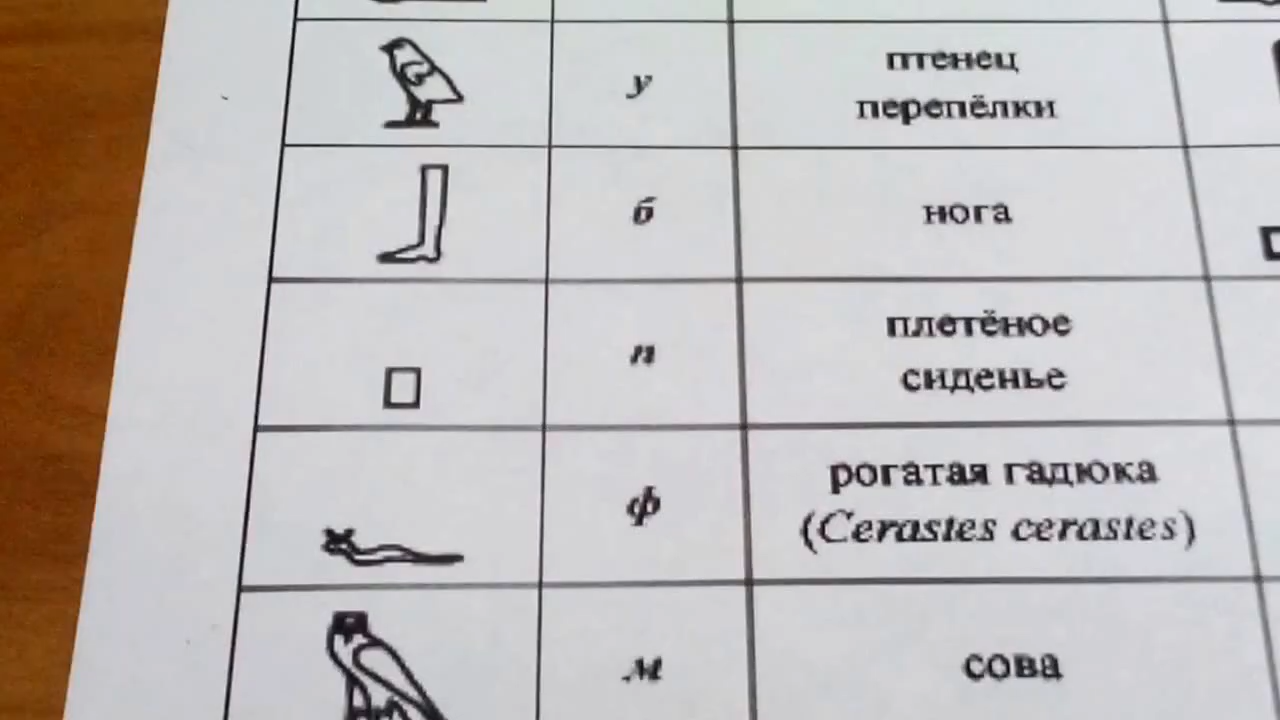 у
птенец
перепёлки
б
нога
п
плетёное
сиденье
ф
рогатая гадюка
(Cerastes cerastes)
м
сова